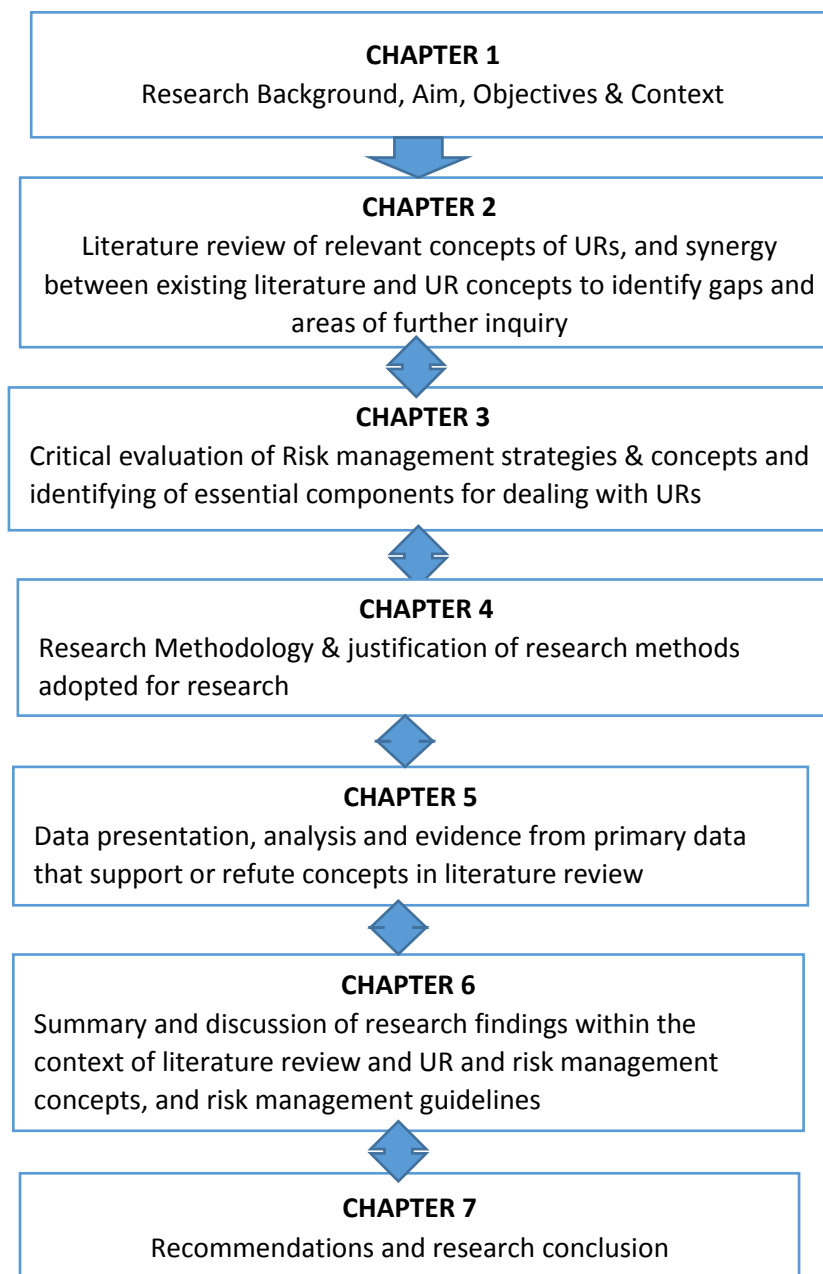 CHAPTER 1
Research Background, Aim, Objectives & Context
CHAPTER 2
Literature review of relevant concepts of URs, and synergy
between existing literature and UR concepts to identify gaps and
areas of further inquiry
CHAPTER 3
Critical evaluation of Risk management strategies & concepts and
identifying of essential components for dealing with URs
CHAPTER 4
Research Methodology & justification of research methods
adopted for research
CHAPTER 5
Data presentation, analysis and evidence from primary data
that support or refute concepts in literature review
CHAPTER 6
Summary and discussion of research findings within the
context of literature review and UR and risk management
concepts, and risk management guidelines
CHAPTER 7
Recommendations and research conclusion